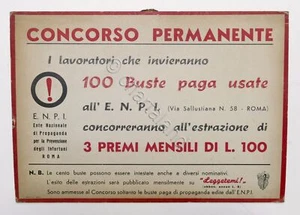 CONCORSO PERMANENTE
I lavoratori che invieranno
100 Buste paga usate
all'E. N. P. I. (Via Sallustiana N. 58 - ROMA)
concorreranno all'estrazione di
3 PREMI MENSILI DI L. 100
!
E. N. P. I.
Ente Nazionale
di Propaganda
per la Prevenzione
degli Infortuni
ROMA
N. B. Le cento buste possono essere intestate anche a diversi nominativi.
L'esito delle estrazioni sarà pubblicato mensilmente su "Leggetemi!"
Sono ammesse al Concorso soltanto le buste paga di propaganda edite dall'E.N.P.I.